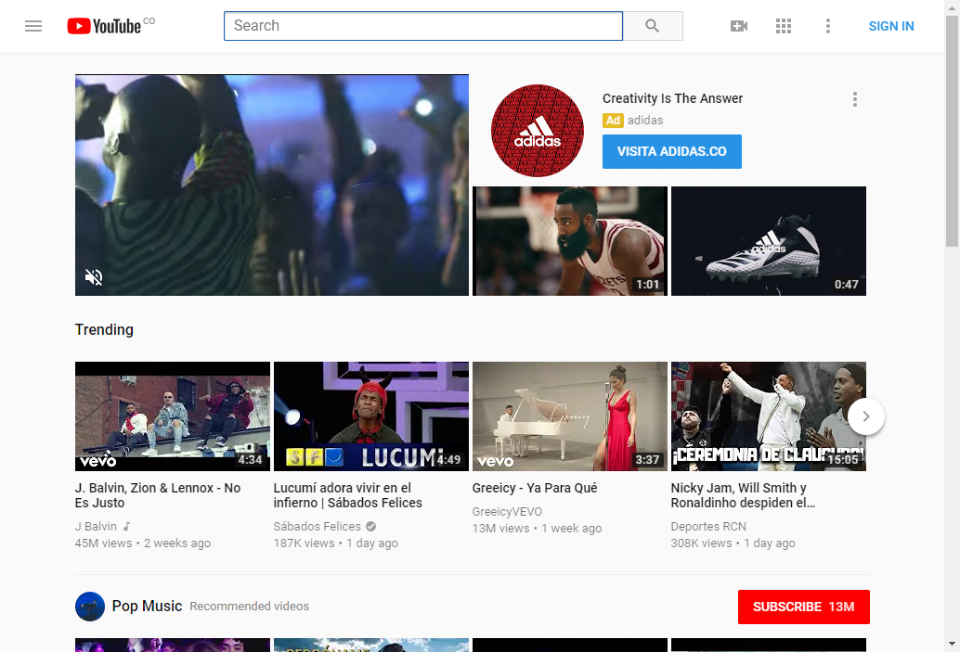 YouTube CO
Search
SIGN IN
Creativity Is The Answer
Ad adidas
VISITA ADIDAS.CO
adidas
adidas
1:01
0:47
Trending
vevo 4:34
SFD LUCUMÍ 4:49
vevo Greeicy 3:37
¡CEREMONIA DE CLAUSURA! 15:05
J. Balvin, Zion & Lennox - No
Es Justo
J Balvin
45M views • 2 weeks ago
Lucumí adora vivir en el
infierno | Sábados Felices
Sábados Felices
187K views • 1 day ago
Greeicy - Ya Para Qué
GreeicyVEVO
13M views • 1 week ago
Nicky Jam, Will Smith y
Ronaldinho despiden el...
Deportes RCN
308K views • 1 day ago
Pop Music Recommended videos
SUBSCRIBE 13M